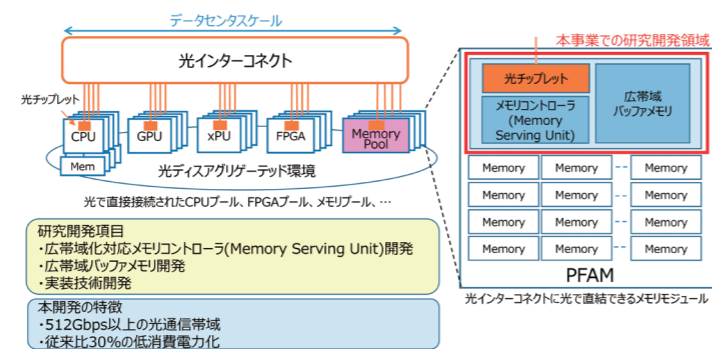 データセンタスケール
光インターコネクト
光チップレット
CPU
GPU
xPU
FPGA
Memory
Pool
Mem
光ディスアグリゲーテッド環境
光で直接接続されたCPUプール、FPGAプール、メモリプール、…
研究開発項目
・広帯域化対応メモリコントローラ(Memory Serving Unit)開発
・広帯域バッファメモリ開発
・実装技術開発
本開発の特徴
・512Gbps以上の光通信帯域
・従来比30%の低消費電力化
本事業での研究開発領域
光チップレット
メモリコントローラ
(Memory
Serving Unit)
広帯域
バッファメモリ
Memory Memory -- Memory
Memory Memory -- Memory
Memory Memory -- Memory
Memory Memory -- Memory
PFAM
光インターコネクトに光で直結できるメモリモジュール